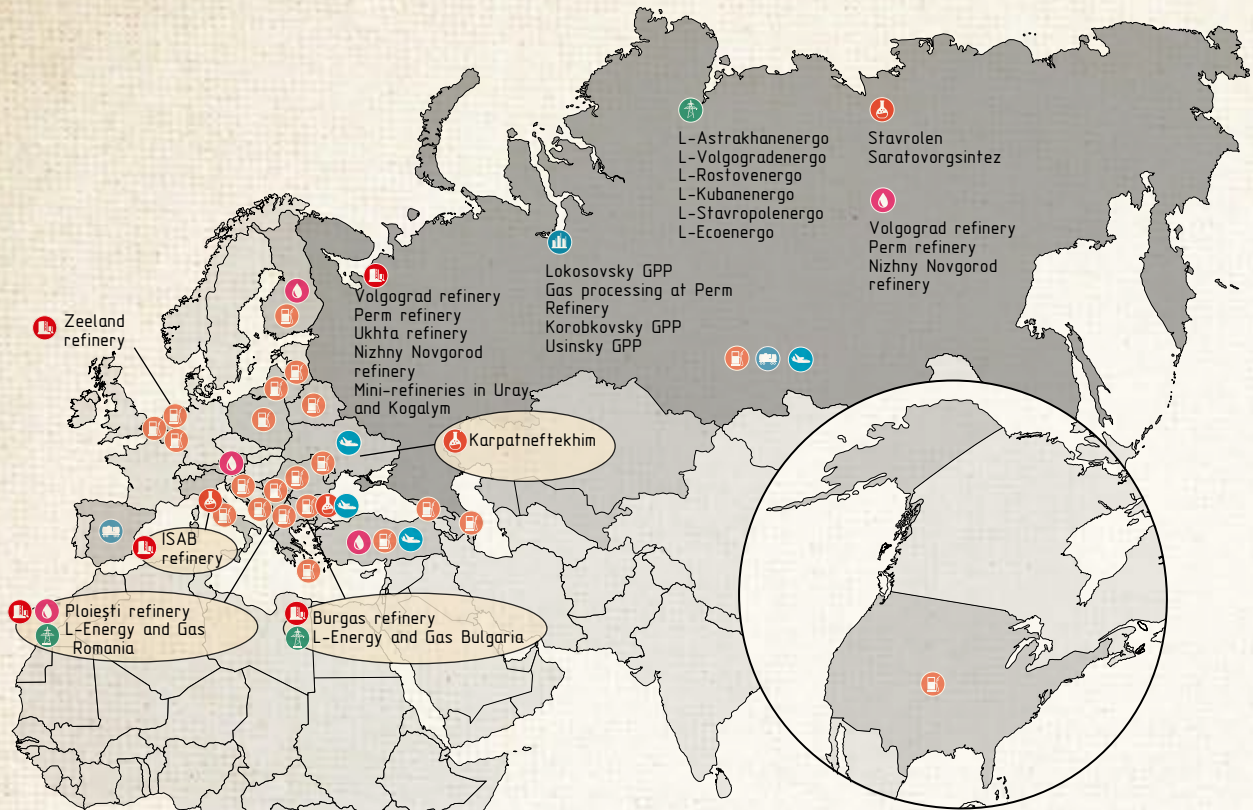 L-Astrakhanenergo
L-Volgogradenergo
L-Rostovenergo
L-Kubanenergo
L-Stavropolenergo
L-Ecoenergo
Stavrolen
Saratovorgsintez
Volgograd refinery
Perm refinery
Nizhny Novgorod
refinery
Lokosovsky GPP
Gas processing at Perm
Refinery
Korobkovsky GPP
Usinsky GPP
Volgograd refinery
Perm refinery
Ukhta refinery
Nizhny Novgorod
refinery
Mini-refineries in Uray
and Kogalym
Zeeland
refinery
Karpatneftekhim
ISAB
refinery
Ploieşti refinery
L-Energy and Gas
Romania
Burgas refinery
L-Energy and Gas Bulgaria